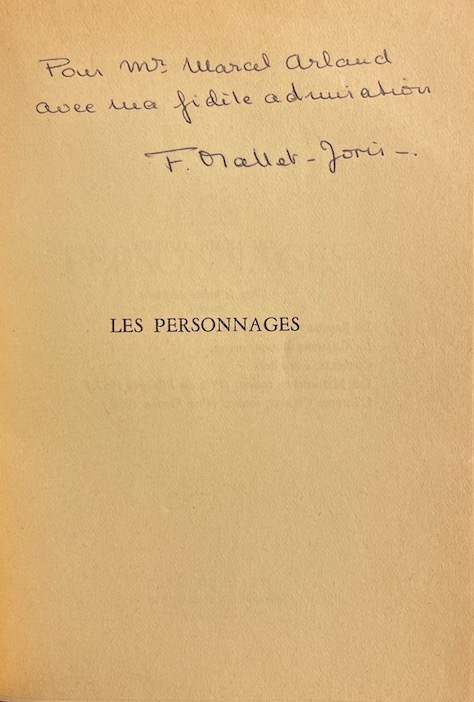 Pour Mr. Marcel Arland
avec ma fidèle admiration
F. Mallet-Joris-.
LES PERSONNAGES